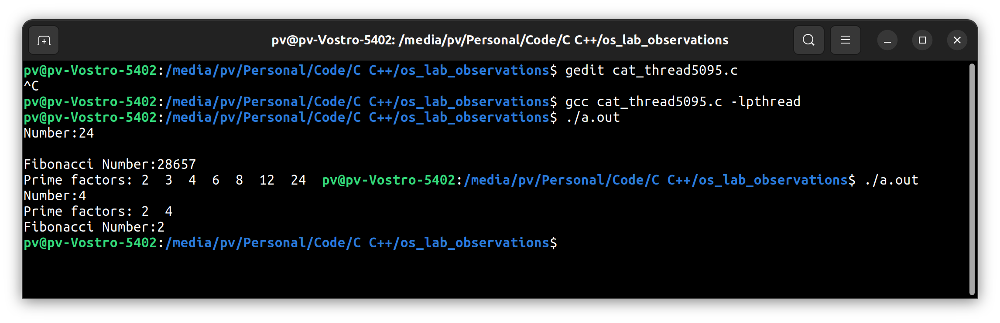 pv@pv-Vostro-5402: /media/pv/Personal/Code/C C++/os_lab_observations
pv@pv-Vostro-5402:/media/pv/Personal/Code/C C++/os_lab_observations$ gedit cat_thread5095.c
^C
pv@pv-Vostro-5402:/media/pv/Personal/Code/C C++/os_lab_observations$ gcc cat_thread5095.c -lpthread
pv@pv-Vostro-5402:/media/pv/Personal/Code/C C++/os_lab_observations$ ./a.out
Number:24
Fibonacci Number:28657
Prime factors: 2  3  4  6  8  12  24  pv@pv-Vostro-5402:/media/pv/Personal/Code/C C++/os_lab_observations$ ./a.out
Number:4
Prime factors: 2  4
Fibonacci Number:2
pv@pv-Vostro-5402:/media/pv/Personal/Code/C C++/os_lab_observations$